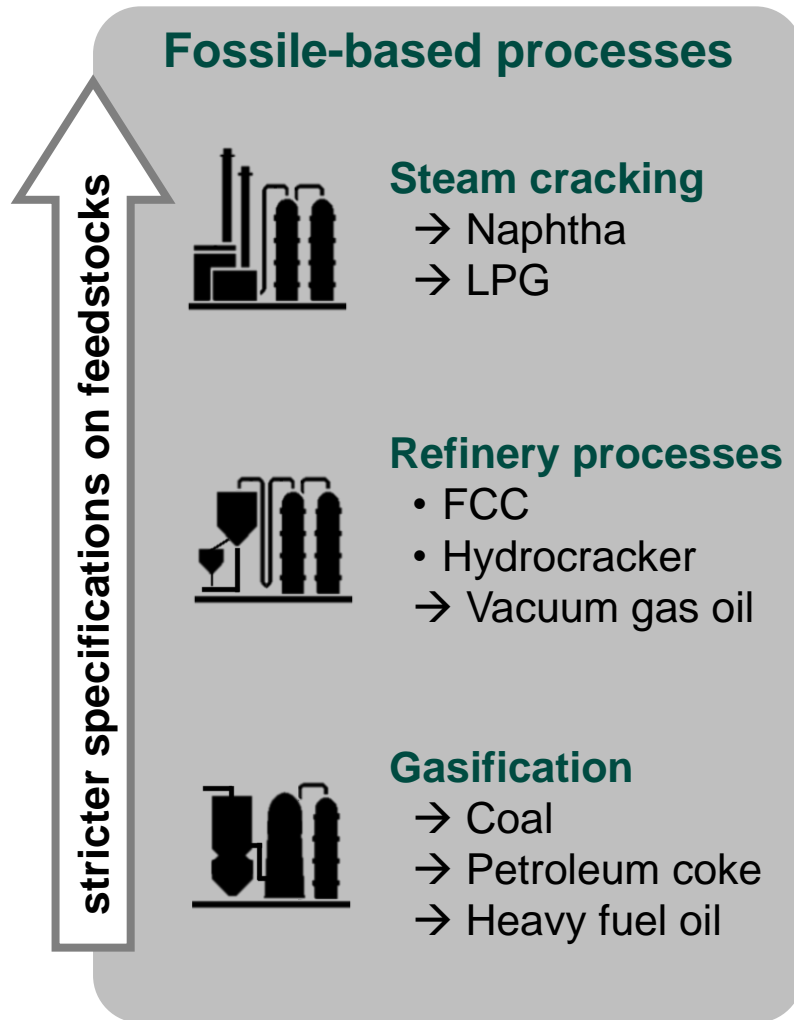 Fossile-based processes
stricter specifications on feedstocks
Steam cracking
→ Naphtha
→ LPG
Refinery processes
• FCC
• Hydrocracker
→ Vacuum gas oil
Gasification
→ Coal
→ Petroleum coke
→ Heavy fuel oil